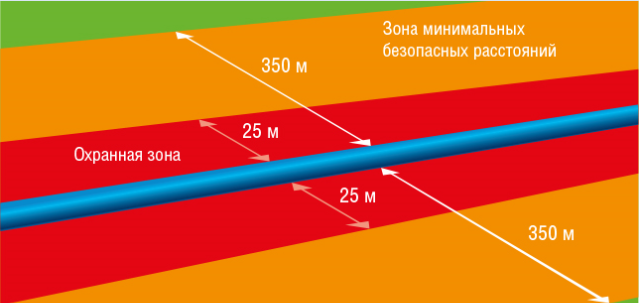 Зона минимальных
безопасных расстояний
350 м
25 м
Охранная зона
25 м
350 м